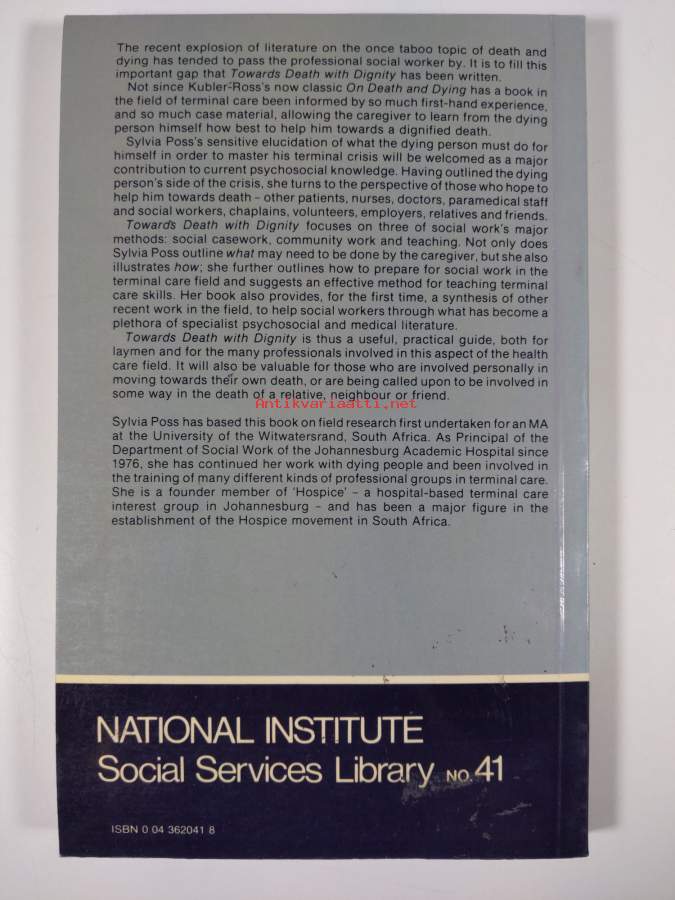 The recent explosion of literature on the once taboo topic of death and
dying has tended to pass the professional social worker by. It is to fill this
important gap that Towards Death with Dignity has been written.
Not since Kubler-Ross's now classic On Death and Dying has a book in
the field of terminal care been informed by so much first-hand experience,
and so much case material, allowing the caregiver to learn from the dying
person himself how best to help him towards a dignified death.
Sylvia Poss's sensitive elucidation of what the dying person must do for
himself in order to master his terminal crisis will be welcomed as a major
contribution to current psychosocial knowledge. Having outlined the dying
person's side of the crisis, she turns to the perspective of those who hope to
help him towards death – other patients, nurses, doctors, paramedical staff
and social workers, chaplains, volunteers, employers, relatives and friends.
Towards Death with Dignity focuses on three of social work's major
methods: social casework, community work and teaching. Not only does
Sylvia Poss outline what may need to be done by the caregiver, but she also
illustrates how; she further outlines how to prepare for social work in the
terminal care field and suggests an effective method for teaching terminal
care skills. Her book also provides, for the first time, a synthesis of other
recent work in the field, to help social workers through what has become a
plethora of specialist psychosocial and medical literature.
Towards Death with Dignity is thus a useful, practical guide, both for
laymen and for the many professionals involved in this aspect of the health
care field. It will also be valuable for those who are involved personally in
moving towards their own death, or are being called upon to be involved in
some way in the death of a relative, neighbour or friend.
Antikvariaatti.net
Sylvia Poss has based this book on field research first undertaken for an MA
at the University of the Witwatersrand, South Africa. As Principal of the
Department of Social Work of the Johannesburg Academic Hospital since
1976, she has continued her work with dying people and been involved in
the training of many different kinds of professional groups in terminal care.
She is a founder member of 'Hospice' – a hospital-based terminal care
interest group in Johannesburg – and has been a major figure in the
establishment of the Hospice movement in South Africa.
NATIONAL INSTITUTE
Social Services Library NO. 41
ISBN 0 04 362041 8